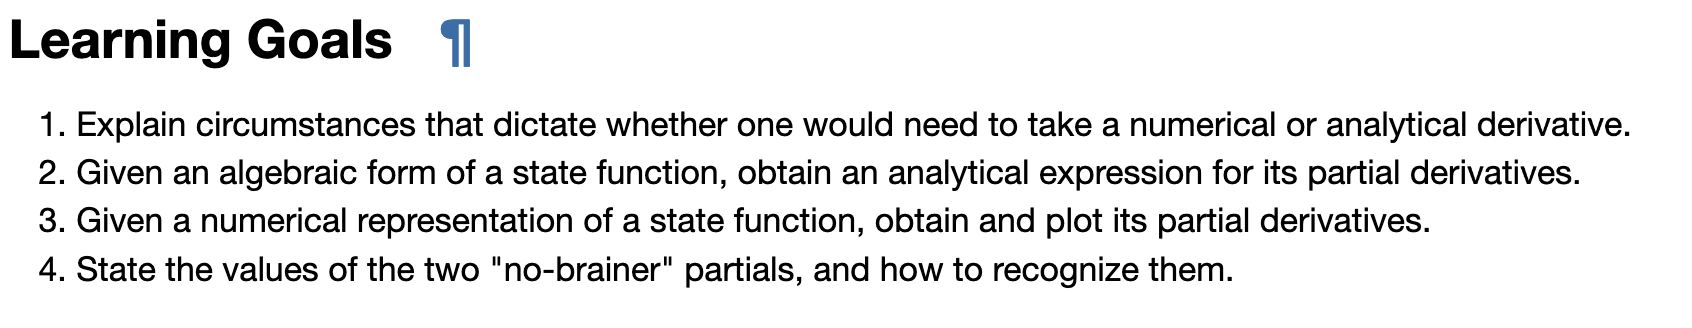 Learning Goals ¶
1. Explain circumstances that dictate whether one would need to take a numerical or analytical derivative.
2. Given an algebraic form of a state function, obtain an analytical expression for its partial derivatives.
3. Given a numerical representation of a state function, obtain and plot its partial derivatives.
4. State the values of the two "no-brainer" partials, and how to recognize them.